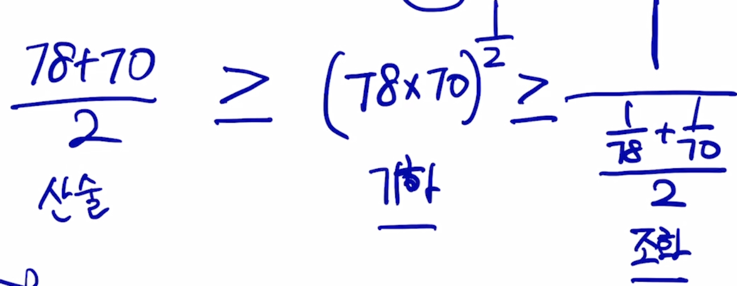 (78+70)/2 ≥ (78×70)^(1/2) ≥ 1/((1/78+1/70)/2)
산술 기하 조화